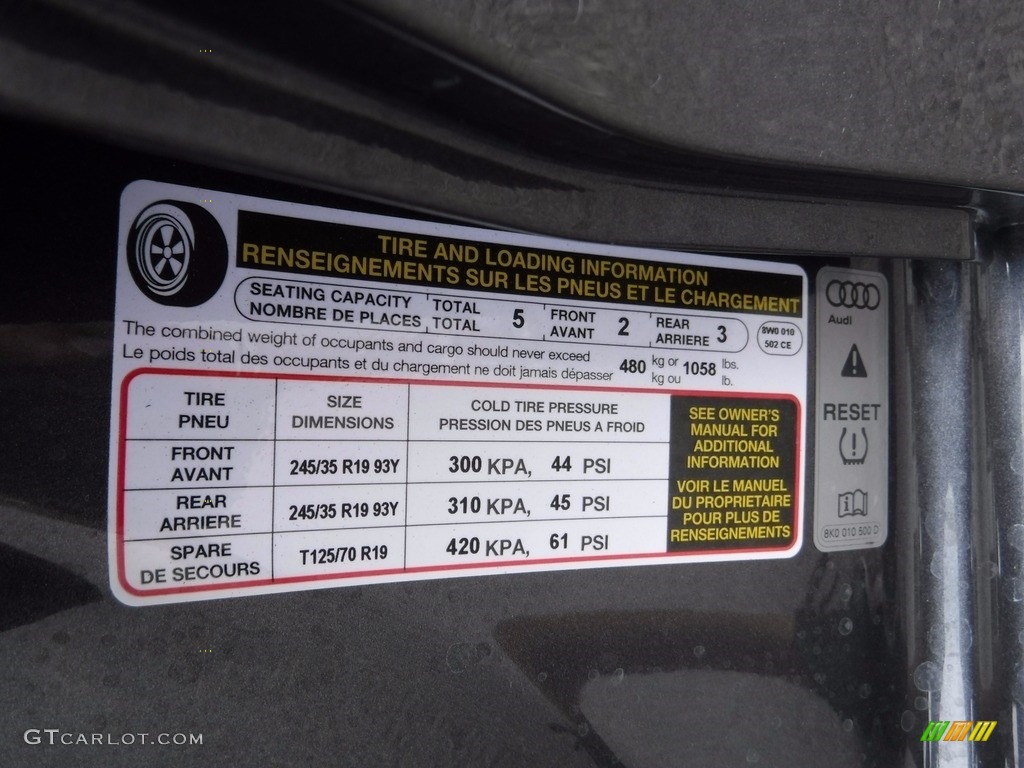 TIRE AND LOADING INFORMATION
RENSEIGNEMENTS SUR LES PNEUS ET LE CHARGEMENT
SEATING CAPACITY TOTAL 5 FRONT 2 REAR 3
NOMBRE DE PLACES TOTAL AVANT ARRIERE
8W0 010
502 CE
The combined weight of occupants and cargo should never exceed 480 kg or 1058 lbs.
Le poids total des occupants et du chargement ne doit jamais dépasser kg ou lb.
TIRE SIZE COLD TIRE PRESSURE
PNEU DIMENSIONS PRESSION DES PNEUS A FROID
FRONT
AVANT 245/35 R19 93Y 300 KPA, 44 PSI
REAR
ARRIERE 245/35 R19 93Y 310 KPA, 45 PSI
SPARE
DE SECOURS T125/70 R19 420 KPA, 61 PSI
SEE OWNER'S
MANUAL FOR
ADDITIONAL
INFORMATION
VOIR LE MANUEL
DU PROPRIETAIRE
POUR PLUS DE
RENSEIGNEMENTS
Audi
RESET
8K0 010 500 D
GTCARLOT.COM